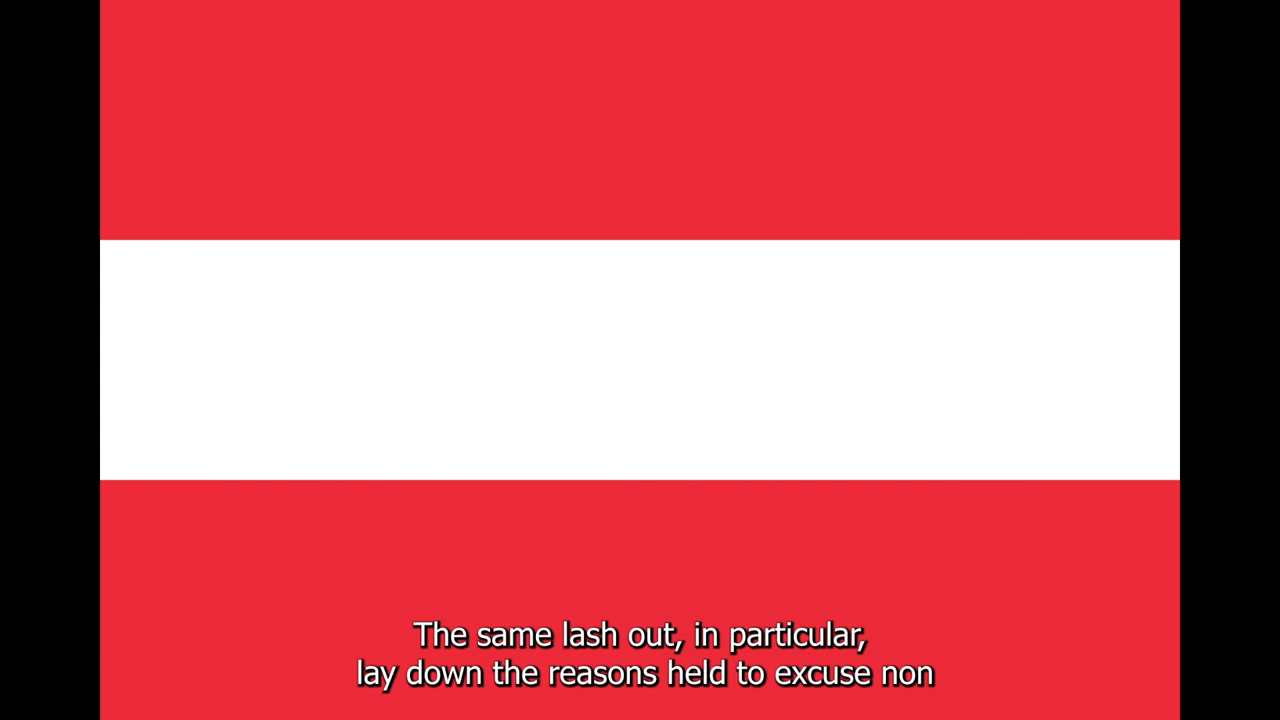 The same lash out, in particular,
lay down the reasons held to excuse non